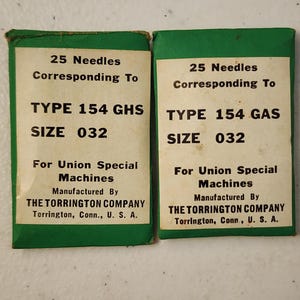 25 Needles
Corresponding To
TYPE 154 GHS
SIZE 032
For Union Special
Machines
Manufactured By
THE TORRINGTON COMPANY
Torrington, Conn., U. S. A.
25 Needles
Corresponding To
TYPE 154 GAS
SIZE 032
For Union Special
Machines
Manufactured By
THE TORRINGTON COMPANY
Torrington, Conn., U. S. A.